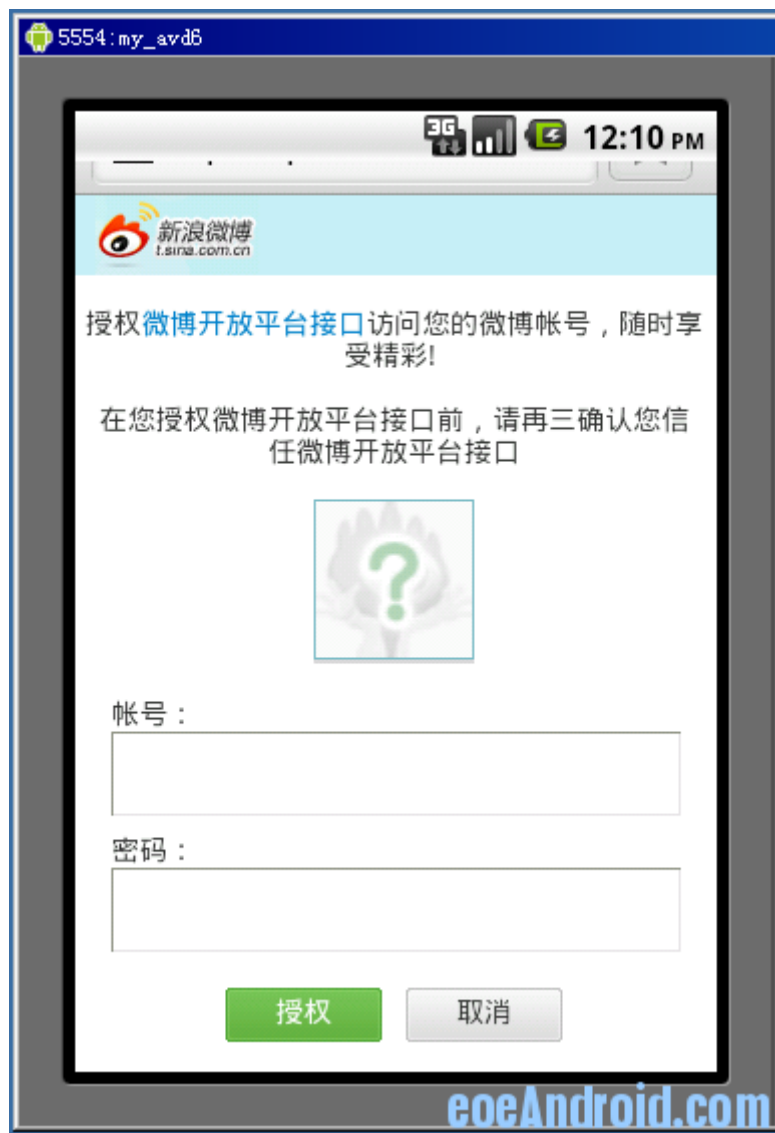 5554:my_avd6
3G
12:10 PM
新浪微博
t.sina.com.cn
授权微博开放平台接口访问您的微博帐号，随时享
受精彩!
在您授权微博开放平台接口前，请再三确认您信
任微博开放平台接口
?
帐号：
密码：
授权
取消
eoeAndroid.com